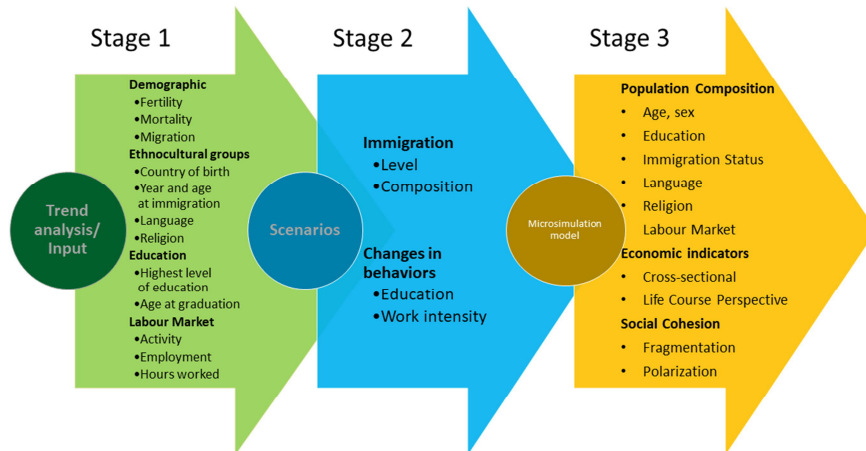 Stage 1
Demographic
•Fertility
•Mortality
•Migration
Ethnocultural groups
•Country of birth
•Year and age
at immigration
•Language
•Religion
Education
•Highest level
of education
•Age at graduation
Labour Market
•Activity
•Employment
•Hours worked
Trend
analysis/
Input
Stage 2
Immigration
•Level
•Composition
Changes in
behaviors
•Education
•Work intensity
Scenarios
Stage 3
Population Composition
• Age, sex
• Education
• Immigration Status
• Language
• Religion
Labour Market
Economic indicators
• Cross-sectional
• Life Course Perspective
Social Cohesion
• Fragmentation
• Polarization
Microsimulation
model